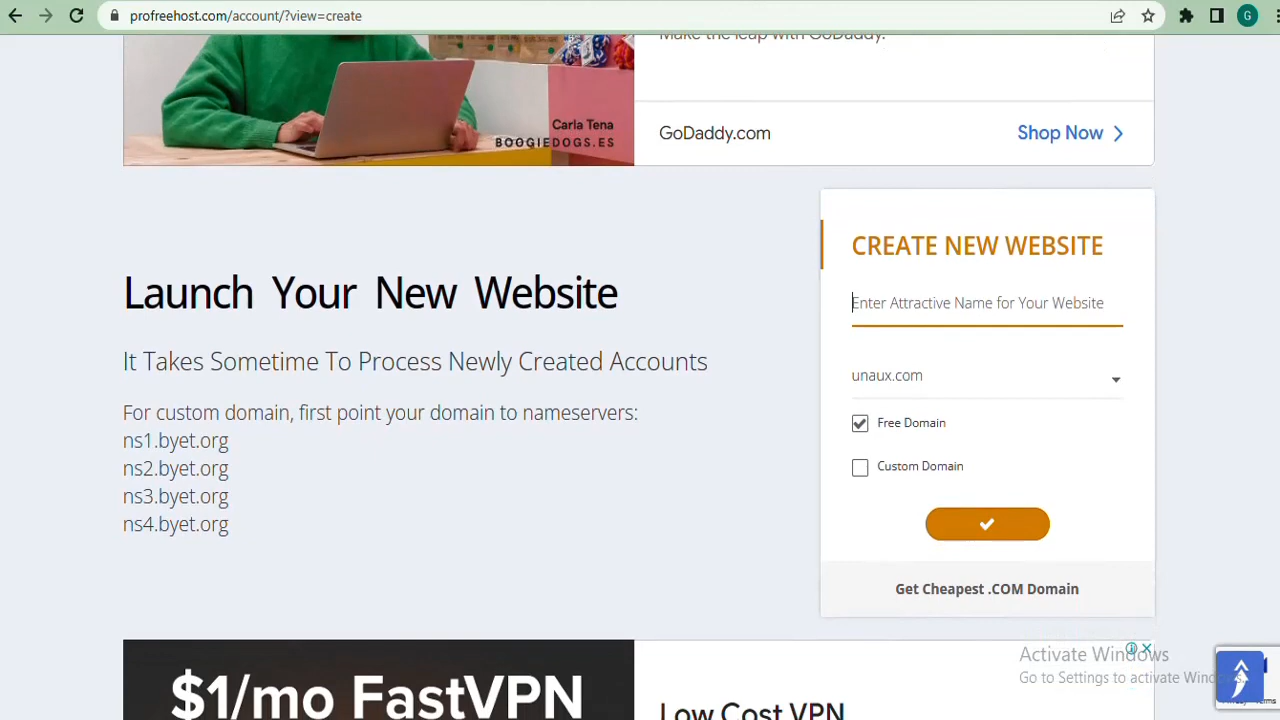 profreehost.com/account/?view=create
G
Make the leap with GoDaddy.
Carla Tena
BOOGIEDOGS.ES
GoDaddy.com
Shop Now
CREATE NEW WEBSITE
Enter Attractive Name for Your Website
Launch Your New Website
It Takes Sometime To Process Newly Created Accounts
unaux.com
For custom domain, first point your domain to nameservers:
Free Domain
ns1.byet.org
Custom Domain
ns2.byet.org
ns3.byet.org
ns4.byet.org
Get Cheapest .COM Domain
Activate Windows
Go to Settings to activate Windows.
$1/mo FastVPN
Low Cost VPN